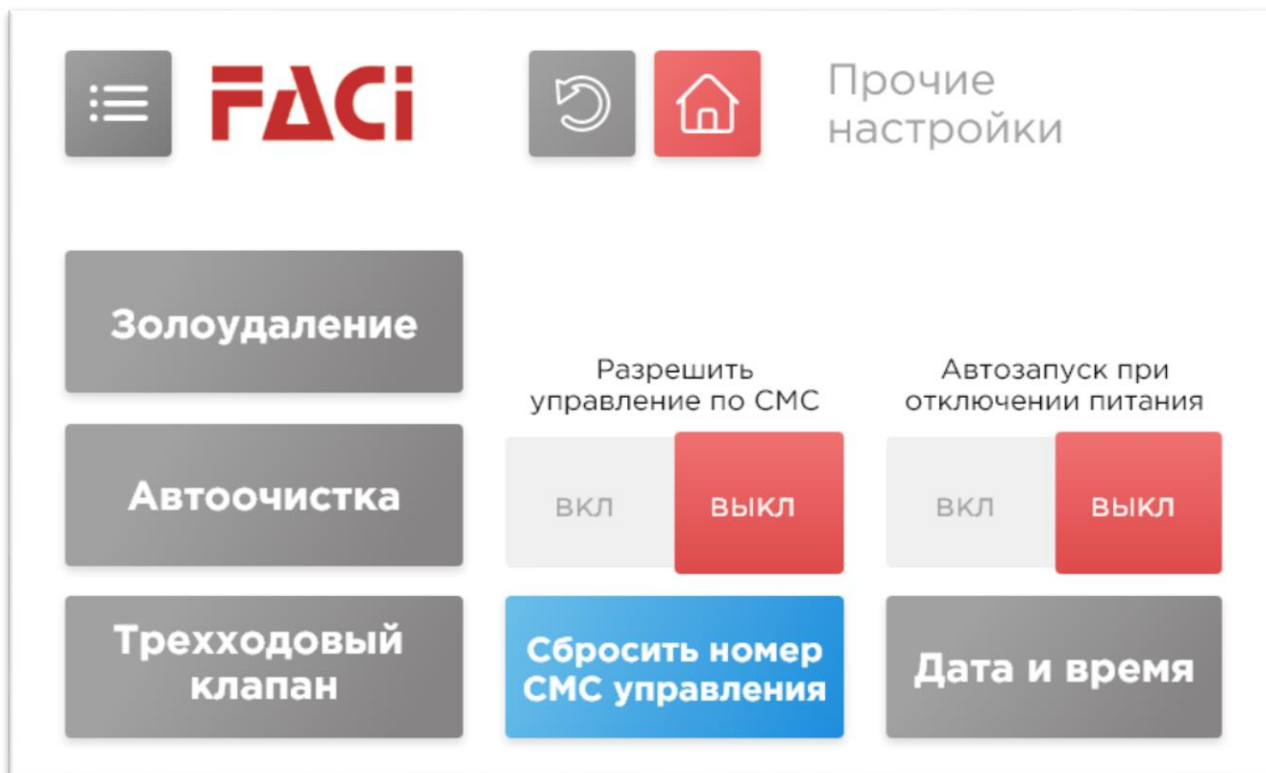 FACi
Прочие
настройки
Золоудаление
Разрешить
управление по СМС
Автозапуск при
отключении питания
Автоочистка
ВКЛ
ВЫКЛ
ВКЛ
ВЫКЛ
Трехходовый
клапан
Сбросить номер
СМС управления
Дата и время